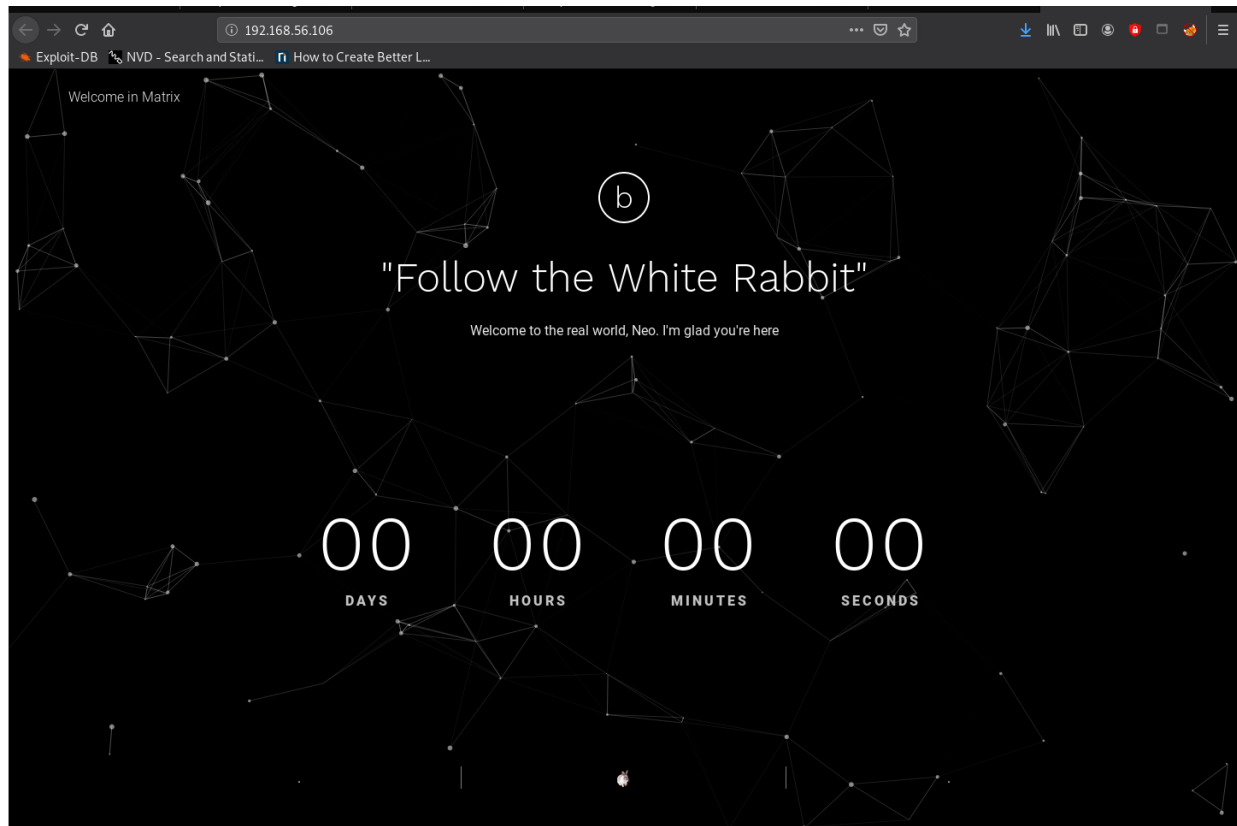 192.168.56.106
Exploit-DB NVD - Search and Stati... How to Create Better L...
Welcome in Matrix
b
"Follow the White Rabbit"
Welcome to the real world, Neo. I'm glad you're here
00 00 00 00
DAYS HOURS MINUTES SECONDS